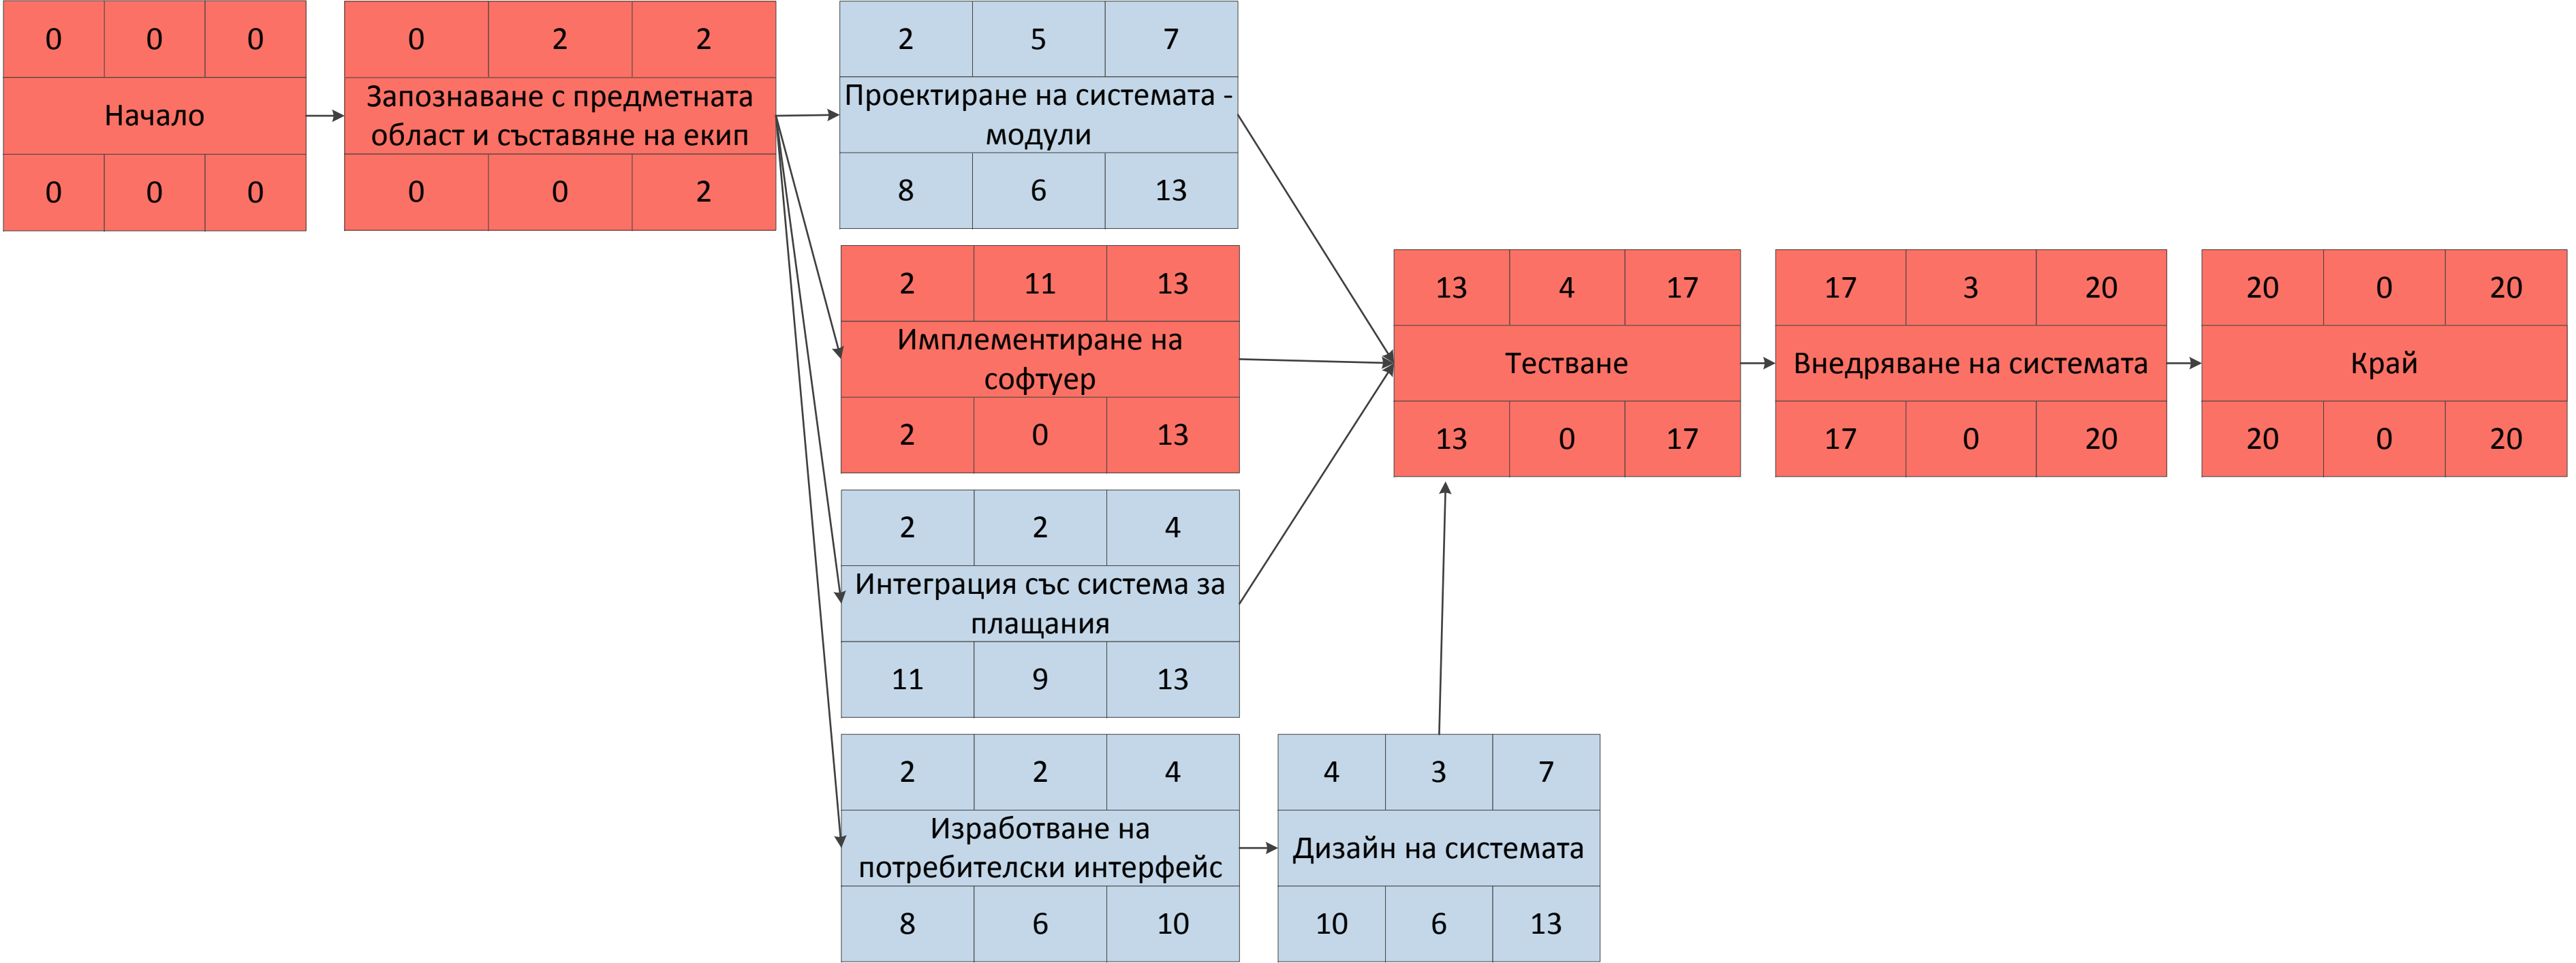 0 0 0
Начало
0 0 0
0 2 2
Запознаване с предметната
област и съставяне на екип
0 0 2
2 5 7
Проектиране на системата -
модули
8 6 13
2 11 13
Имплементиране на
софтуер
2 0 13
2 2 4
Интеграция със система за
плащания
11 9 13
2 2 4
Изработване на
потребителски интерфейс
8 6 10
4 3 7
Дизайн на системата
10 6 13
13 4 17
Тестване
13 0 17
17 3 20
Внедряване на системата
17 0 20
20 0 20
Край
20 0 20